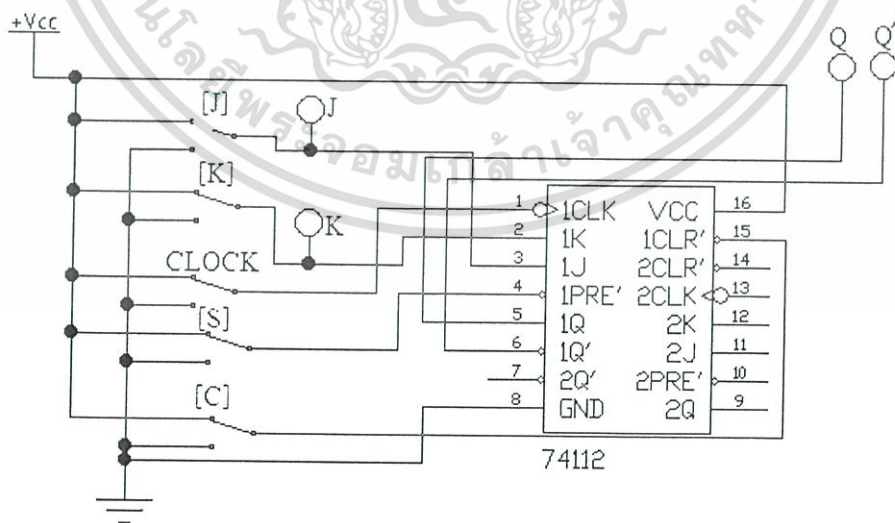 +Vcc
Q Q'
[J] J
[K] K
CLOCK
[S]
[C]
1 1CLK VCC 16
2 1K 1CLR' 15
3 1J 2CLR' 14
4 1PRE' 2CLK 13
5 1Q 2K 12
6 1Q' 2J 11
7 2Q' 2PRE' 10
8 GND 2Q 9
74112